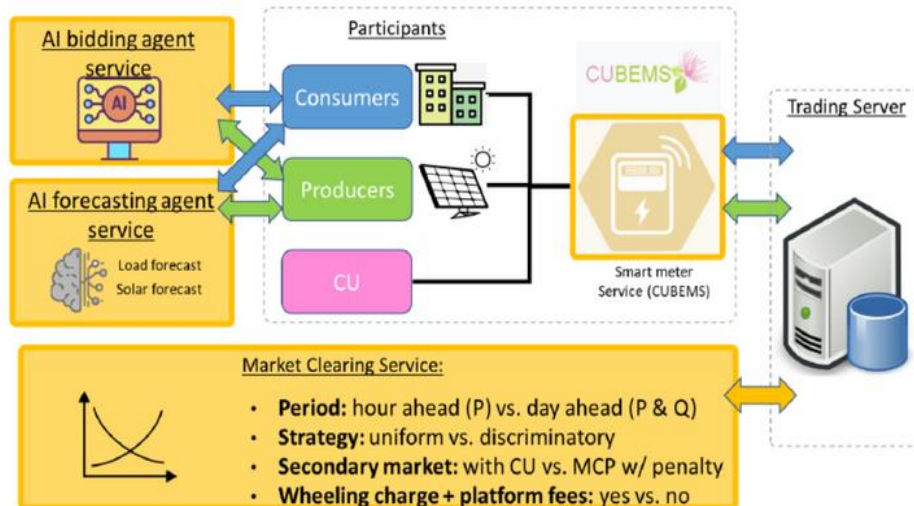 AI bidding agent
service
AI
AI forecasting agent
service
Load forecast
Solar forecast
Participants
Consumers
Producers
CU
CUBEMS
Smart meter
Service (CUBEMS)
Trading Server
Market Clearing Service:
• Period: hour ahead (P) vs. day ahead (P & Q)
• Strategy: uniform vs. discriminatory
• Secondary market: with CU vs. MCP w/ penalty
• Wheeling charge + platform fees: yes vs. no